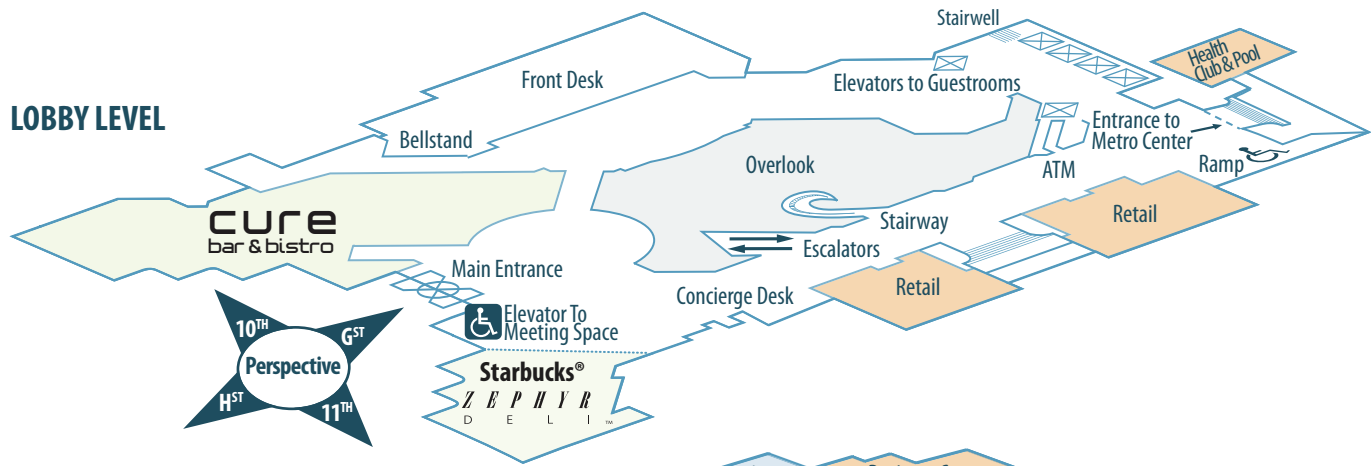 LOBBY LEVEL
Stairwell
Health
Club & Pool
Front Desk
Elevators to Guestrooms
Bellstand
Entrance to
Metro Center
Overlook
ATM
Ramp
cure
bar & bistro
Stairway
Retail
Escalators
Main Entrance
Concierge Desk
Retail
Elevator To
Meeting Space
10TH
GST
Perspective
HST
11TH
Starbucks®
ZEPHYR
DELI™